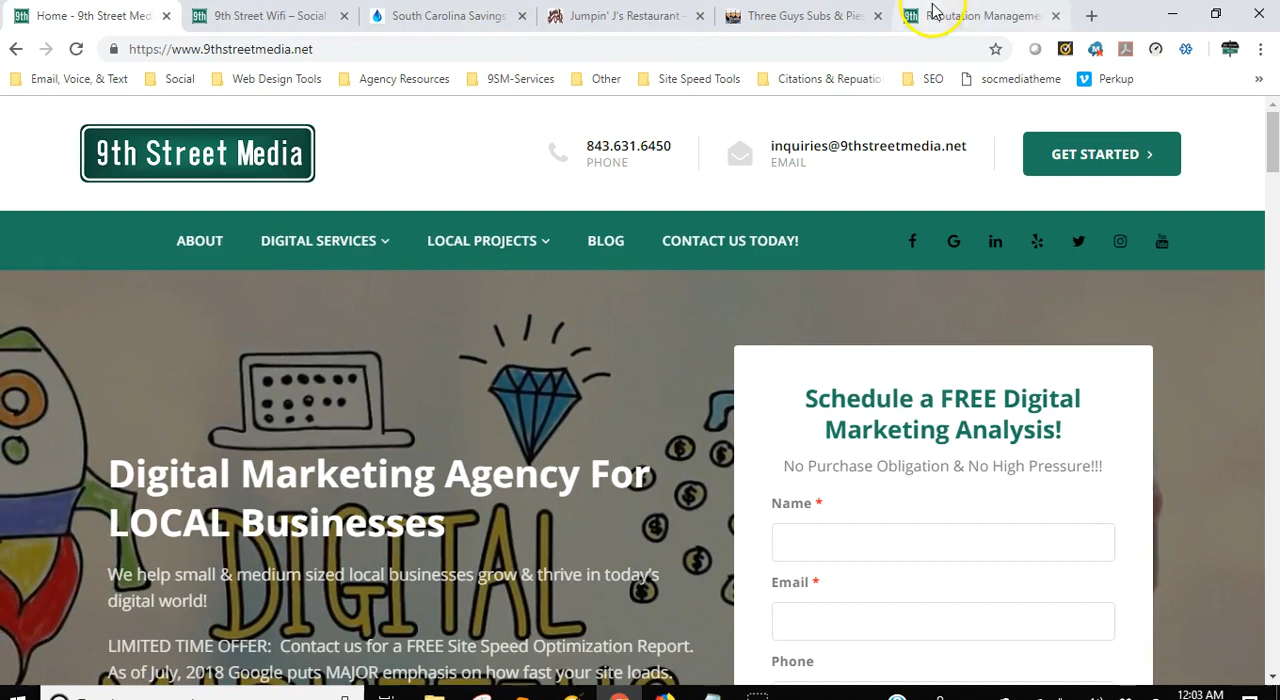 9th Home - 9th Street Med
9th 9th Street Wifi – Social
South Carolina Savings
Jumpin' J's Restaurant –
Three Guys Subs & Pies
9th Reputation Manageme
https://www.9thstreetmedia.net
Email, Voice, & Text
Social
Web Design Tools
Agency Resources
9SM-Services
Other
Site Speed Tools
Citations & Reputatio
SEO
socmediatheme
Perkup
»
9th Street Media
843.631.6450
PHONE
inquiries@9thstreetmedia.net
EMAIL
GET STARTED >
ABOUT
DIGITAL SERVICES
LOCAL PROJECTS
BLOG
CONTACT US TODAY!
Digital Marketing Agency For
LOCAL Businesses
We help small & medium sized local businesses grow & thrive in today's
digital world!
LIMITED TIME OFFER: Contact us for a FREE Site Speed Optimization Report.
As of July, 2018 Google puts MAJOR emphasis on how fast your site loads.
DIGITAL
Schedule a FREE Digital
Marketing Analysis!
No Purchase Obligation & No High Pressure!!!
Name *
Email *
Phone
12:03 AM